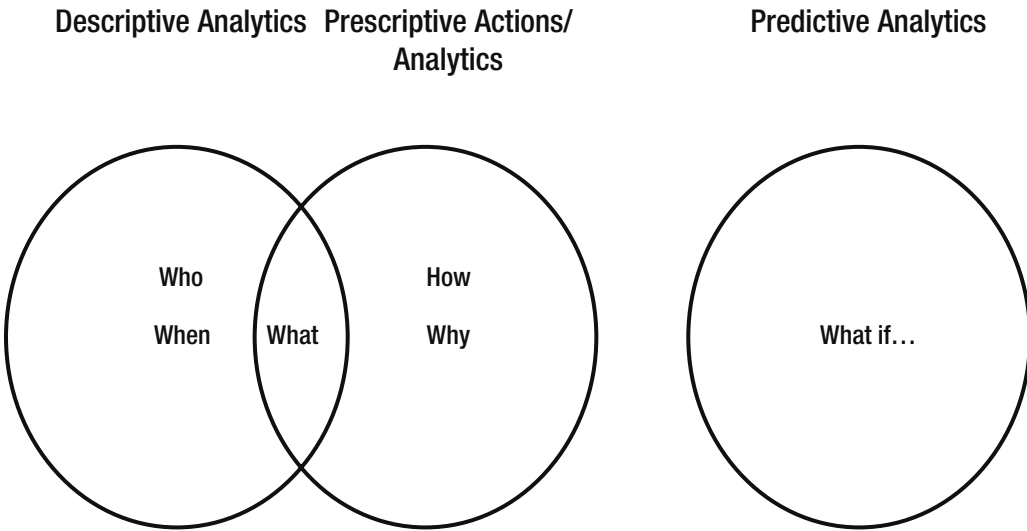 Descriptive Analytics
Prescriptive Actions/
Analytics
Predictive Analytics
Who
When
What
How
Why
What if…